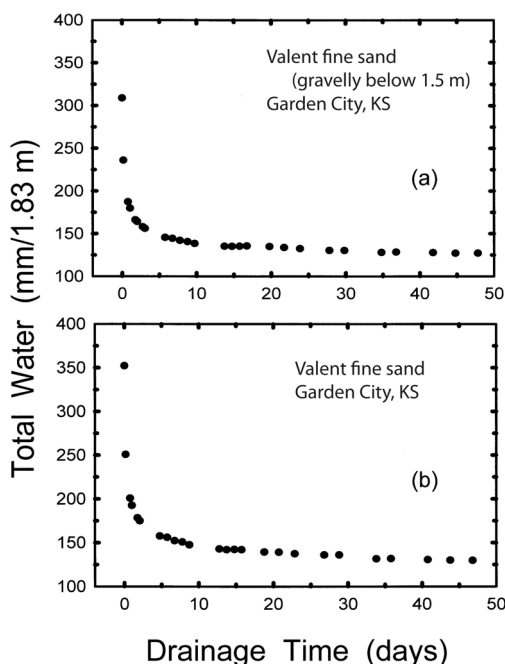 400
350
300
250
200
150
100
Valent fine sand
(gravelly below 1.5 m)
Garden City, KS
(a)
0 10 20 30 40 50
400
350
300
250
200
150
100
Valent fine sand
Garden City, KS
(b)
0 10 20 30 40 50
Total Water (mm/1.83 m)
Drainage Time (days)